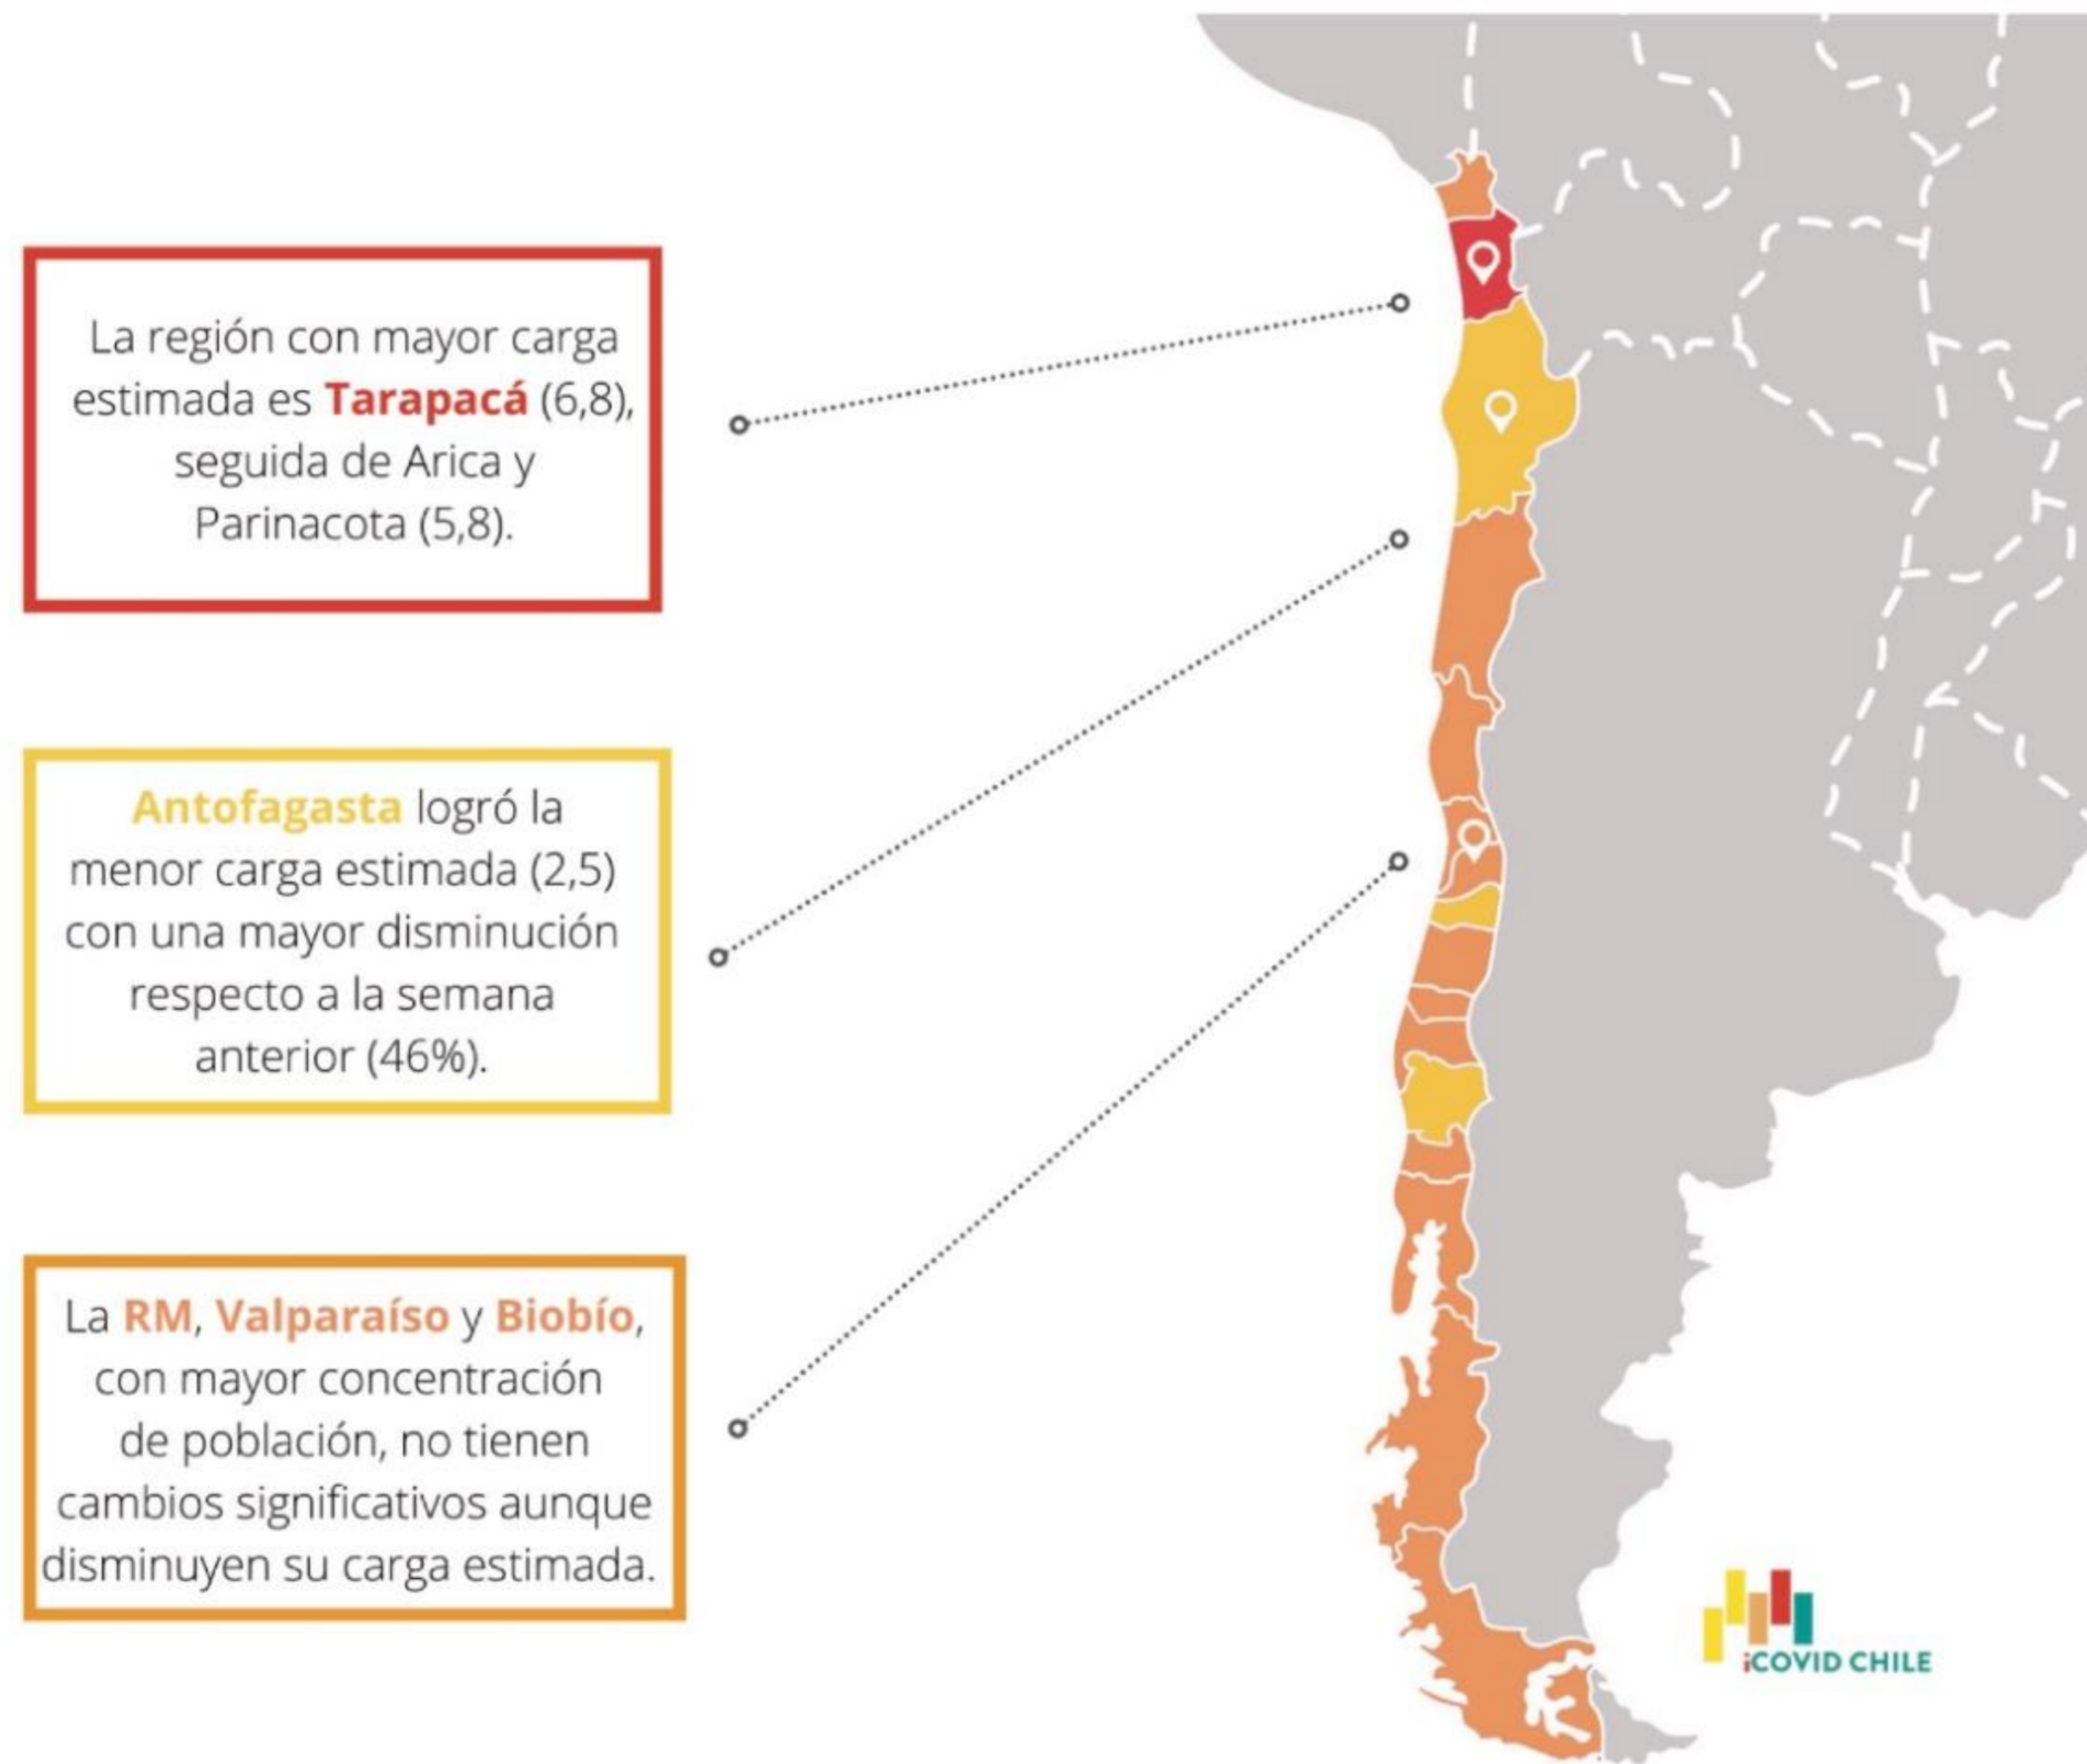 La región con mayor carga
estimada es Tarapacá (6,8),
seguida de Arica y
Parinacota (5,8).
Antofagasta logró la
menor carga estimada (2,5)
con una mayor disminución
respecto a la semana
anterior (46%).
La RM, Valparaíso y Biobío,
con mayor concentración
de población, no tienen
cambios significativos aunque
disminuyen su carga estimada.
iCOVID CHILE